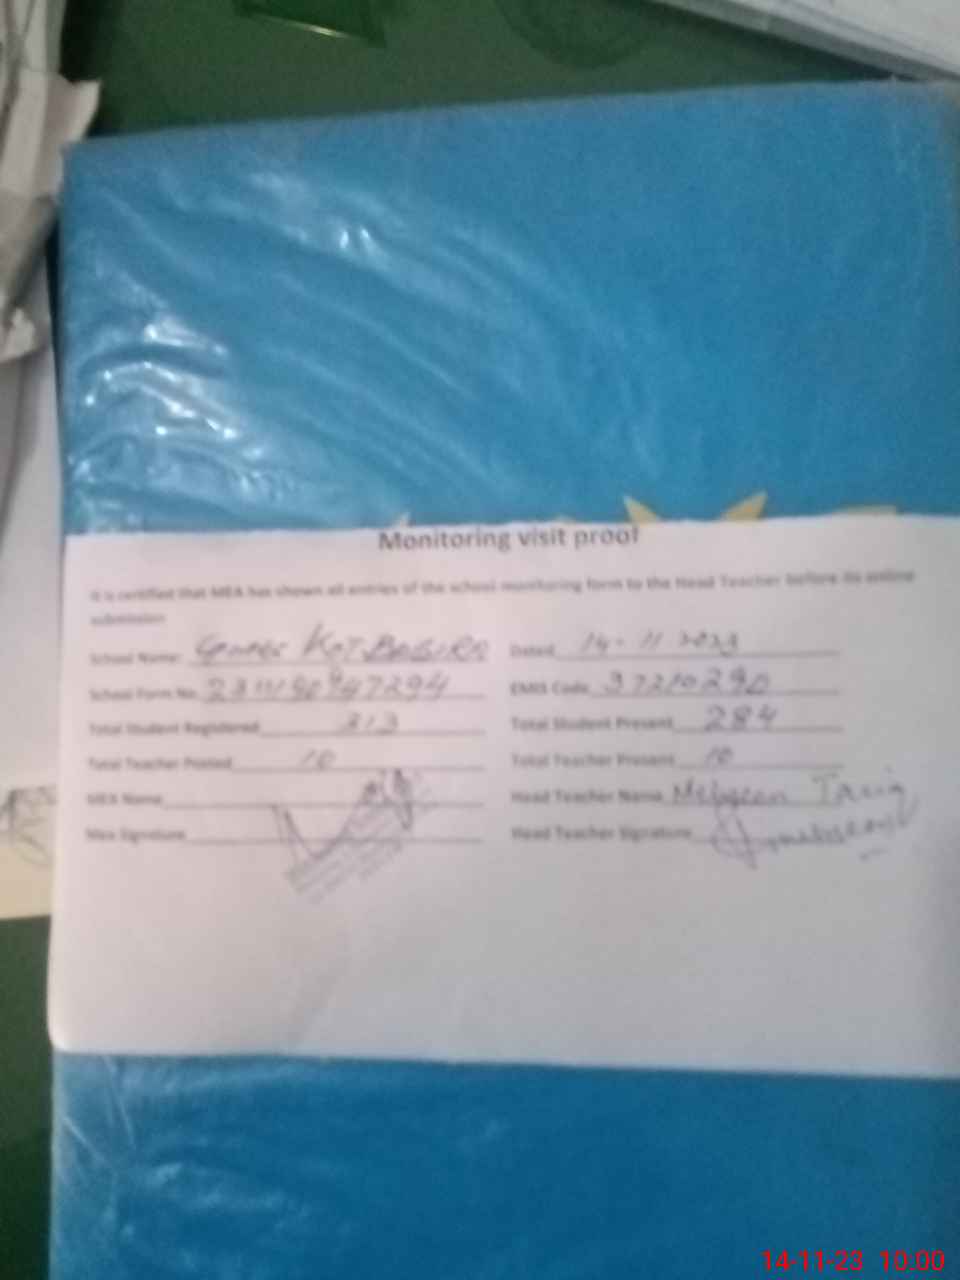 Monitoring visit proof
It is certified that MEA has shown all entries of the school monitoring form to the Head Teacher before its online
submission
School Name: Kot
Dated 14-11 2023
School Form No.
EMIS Code 37210290
Total Student Registered 313
Total Student Present 284
Total Teacher Posted 10
Total Teacher Present 10
MEA Name
Head Teacher Name Mehreen Tariq
Mea Signature
Head Teacher Signature
14-11-23 10:00